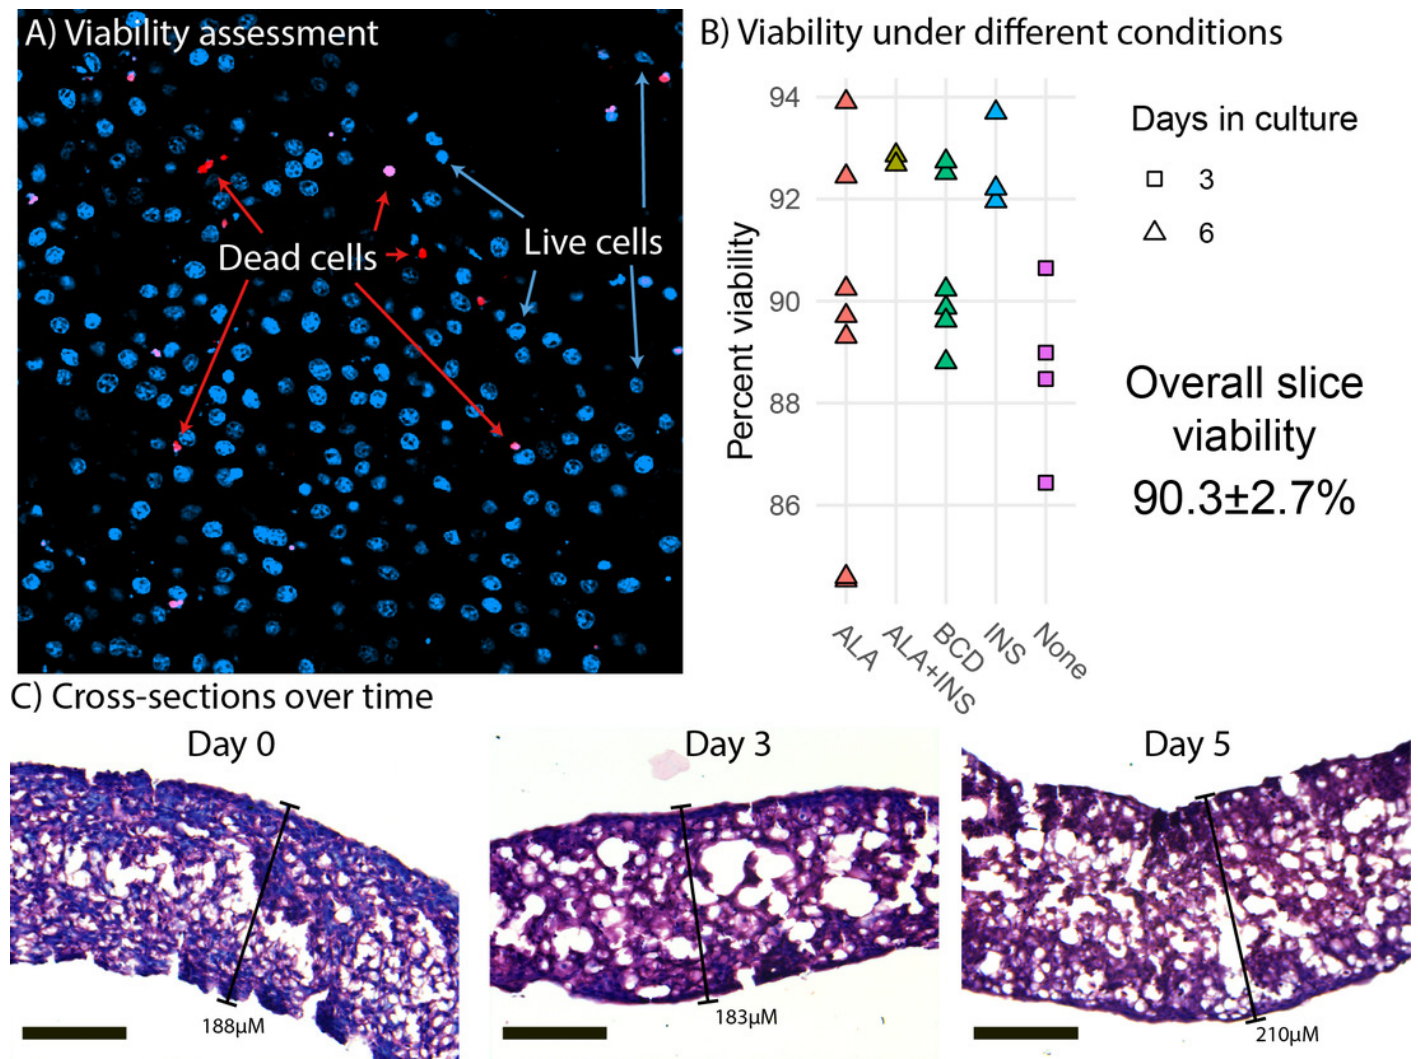 A) Viability assessment
Dead cells
Live cells
B) Viability under different conditions
Percent viability
94
92
90
88
86
ALA
ALA+INS
BCD
INS
None
Days in culture
3
6
Overall slice
viability
90.3±2.7%
C) Cross-sections over time
Day 0
Day 3
Day 5
188µM
183µM
210µM